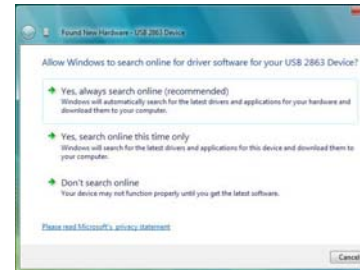 Found New Hardware - USB 2863 Device
Allow Windows to search online for driver software for your USB 2863 Device?
Yes, always search online (recommended)
Windows will automatically search for the latest drivers and applications for your hardware and
download them to your computer.
Yes, search online this time only
Windows will search for the latest drivers and applications for this device and download them to
your computer.
Don't search online
Your device may not function properly until you get the latest software.
Please read Microsoft's privacy statement
Cancel